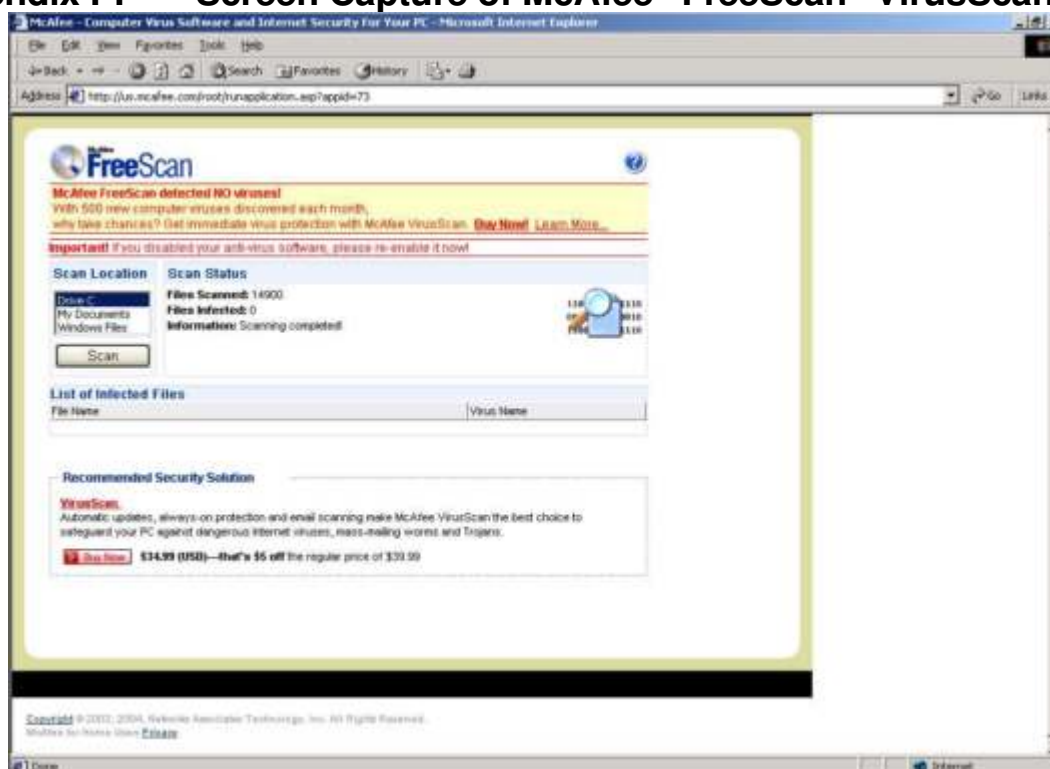 endix I I Screen Capture of McAfee FreeScan VirusScan
McAfee - Computer Virus Software and Internet Security For Your PC - Microsoft Internet Explorer
File Edit View Favorites Tools Help
Back Search Favorites History
Address http://us.mcafee.com/root/runapplication.asp?appid=73 Go Links
McAfee
FreeScan
McAfee FreeScan detected NO viruses!
With 500 new computer viruses discovered each month,
why take chances? Get immediate virus protection with McAfee VirusScan. Buy Now! Learn More...
Important! If you disabled your anti-virus software, please re-enable it now!
Scan Location Scan Status
Drive C
My Documents
Windows Files
Files Scanned: 14900
Files Infected: 0
Information: Scanning completed!
Scan
List of Infected Files
File Name Virus Name
Recommended Security Solution
VirusScan
Automatic updates, always-on protection and email scanning make McAfee VirusScan the best choice to
safeguard your PC against dangerous Internet viruses, mass-mailing worms and Trojans.
Buy Now $34.99 (USD)—that's $5 off the regular price of $39.99
Copyright © 2003, 2004, Networks Associates Technology, Inc. All Rights Reserved.
McAfee for Home Users Privacy
Done Internet